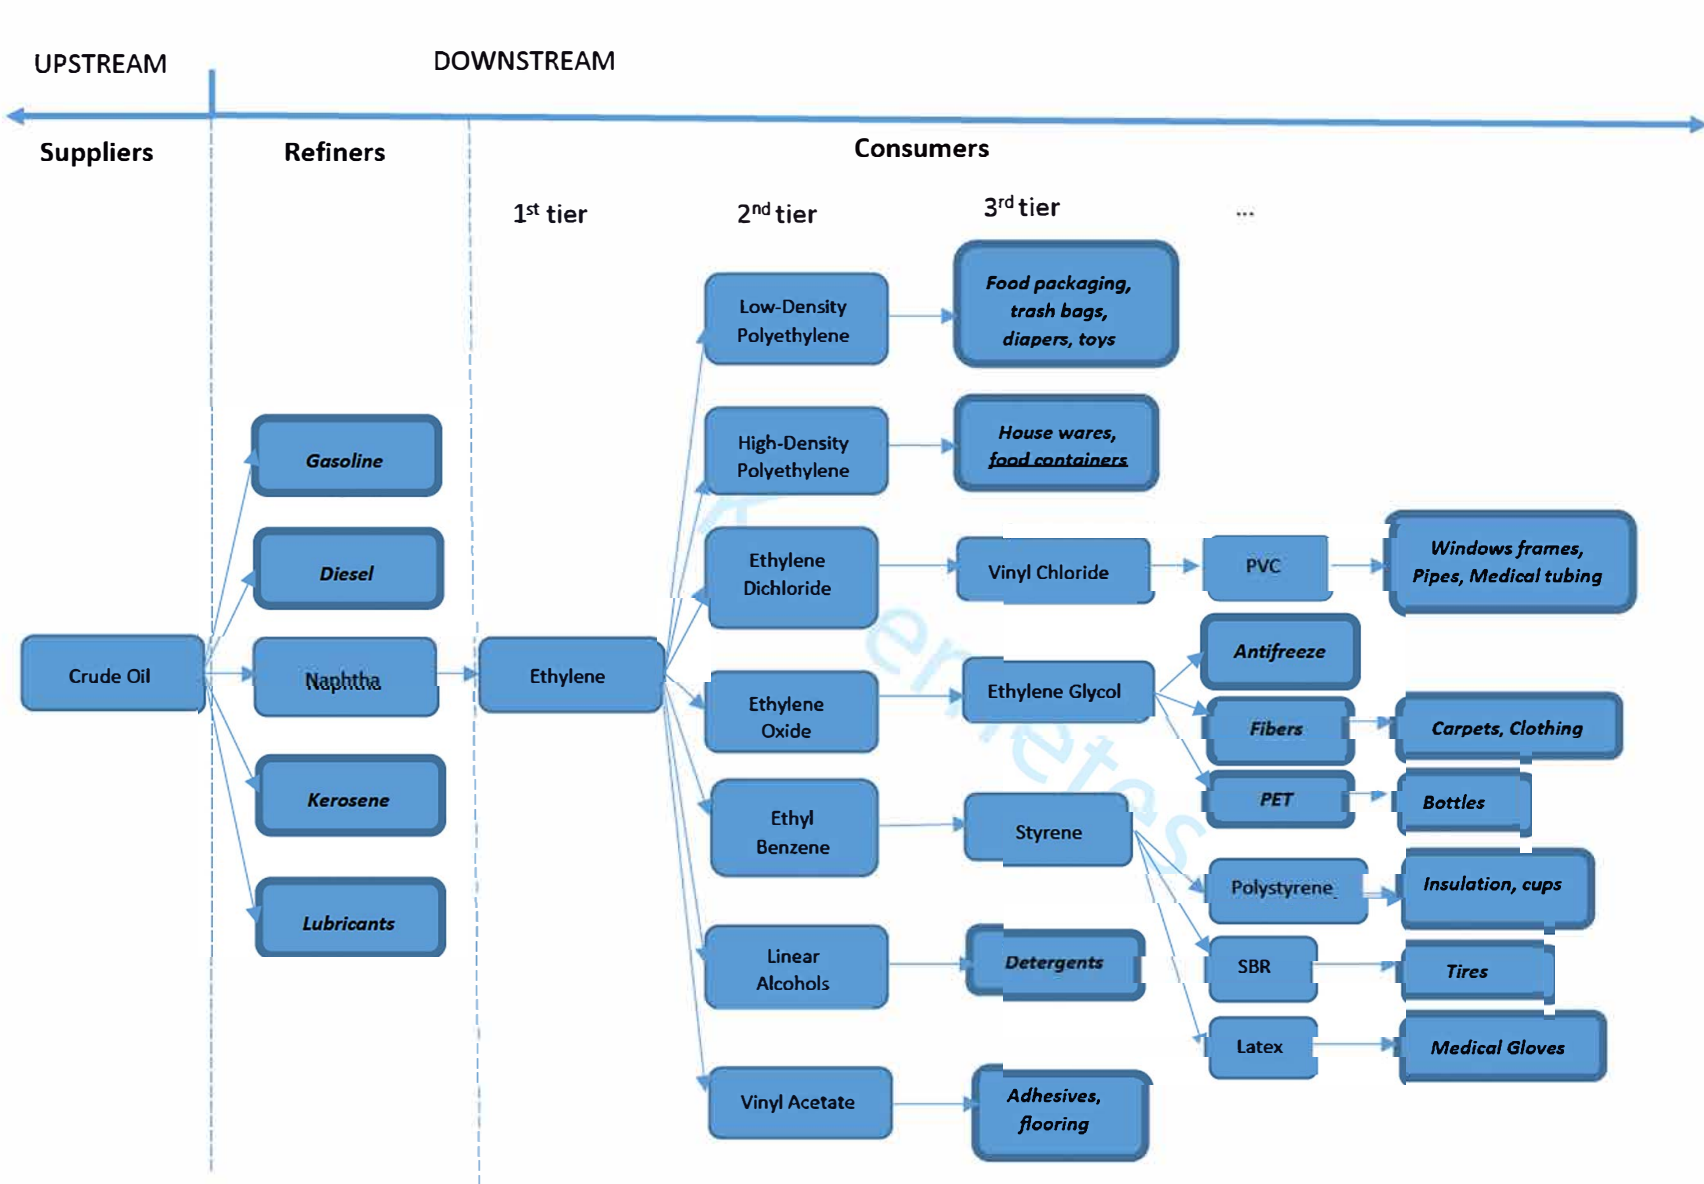 UPSTREAM
DOWNSTREAM
Suppliers
Refiners
Consumers
1st tier
2nd tier
3rd tier
...
Low-Density
Polyethylene
Food packaging,
trash bags,
diapers, toys
High-Density
Polyethylene
House wares,
food containers
Gasoline
Diesel
Crude Oil
Naphtha
Kerosene
Lubricants
Ethylene
Ethylene
Dichloride
Vinyl Chloride
PVC
Windows frames,
Pipes, Medical tubing
Ethylene
Oxide
Ethylene Glycol
Antifreeze
Fibers
Carpets, Clothing
PET
Bottles
Ethyl
Benzene
Styrene
Polystyrene
Insulation, cups
SBR
Tires
Latex
Medical Gloves
Linear
Alcohols
Detergents
Vinyl Acetate
Adhesives,
flooring